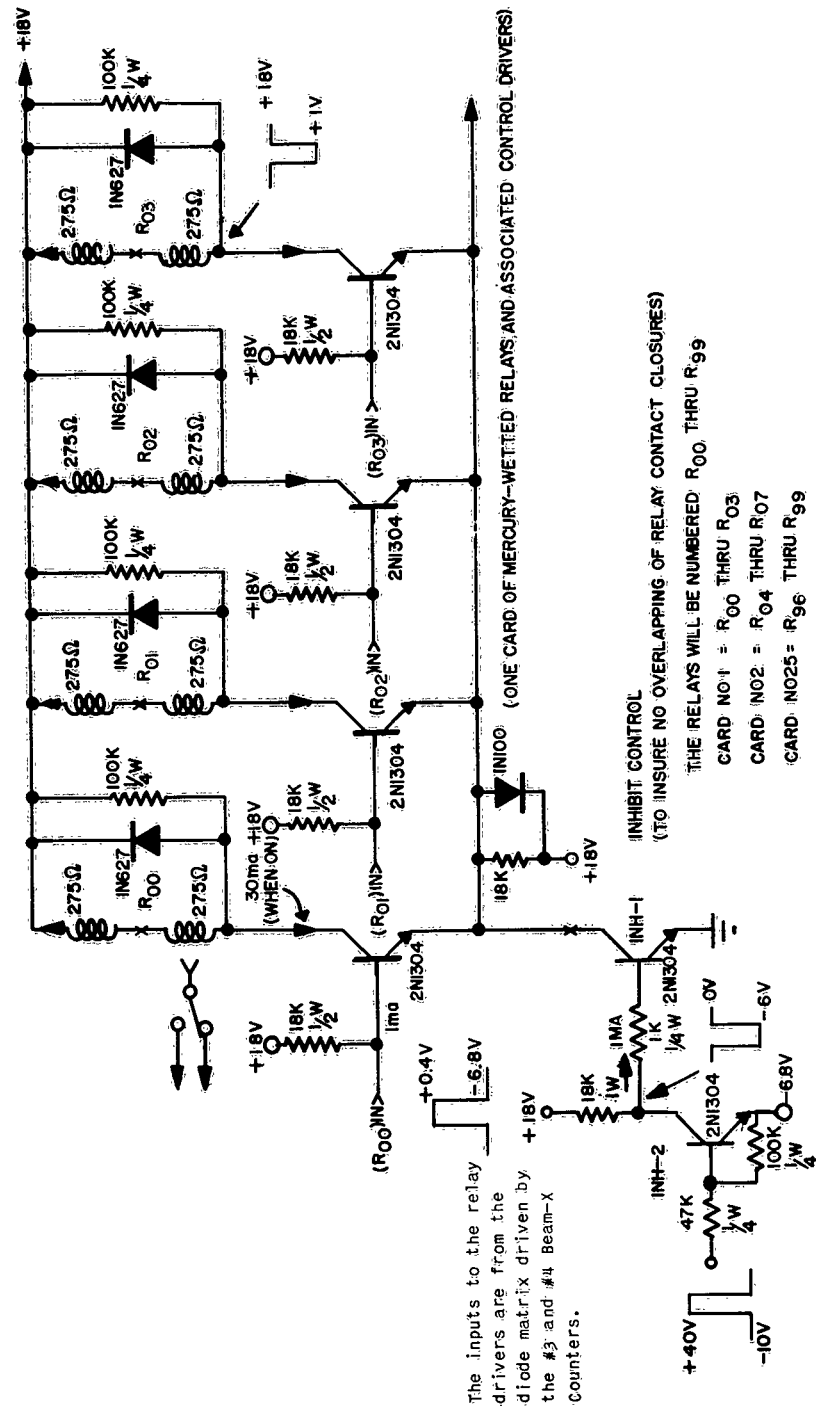 +18V
275Ω
R00
275Ω
1N627
100K
1/4W
275Ω
R01
275Ω
1N627
100K
1/4W
275Ω
R02
275Ω
1N627
100K
1/4W
275Ω
R03
275Ω
1N627
100K
1/4W
+18V
+1V
30ma
(WHEN ON)
+18V
18K
1/2W
1ma
(R00)IN>
2N1304
+18V
18K
1/2W
(R01)IN>
2N1304
+18V
18K
1/2W
(R02)IN>
2N1304
+18V
18K
1/2W
(R03)IN>
2N1304
+0.4V
-6.8V
(ONE CARD OF MERCURY-WETTED RELAYS AND ASSOCIATED CONTROL DRIVERS)
The inputs to the relay
drivers are from the
diode matrix driven by
the #3 and #4 Beam-X
Counters.
18K
1N100
+18V
+18V
18K
1W
1MA
1K
1/4W
INH-1
2N1304
0V
-6V
INH-2
2N1304
-6.8V
100K
1/4W
47K
1/4W
+40V
-10V
INHIBIT CONTROL
(TO INSURE NO OVERLAPPING OF RELAY CONTACT CLOSURES)
THE RELAYS WILL BE NUMBERED R00 THRU R99
CARD NO1 = R00 THRU R03
CARD NO2 = R04 THRU R07
CARD NO25= R96 THRU R99